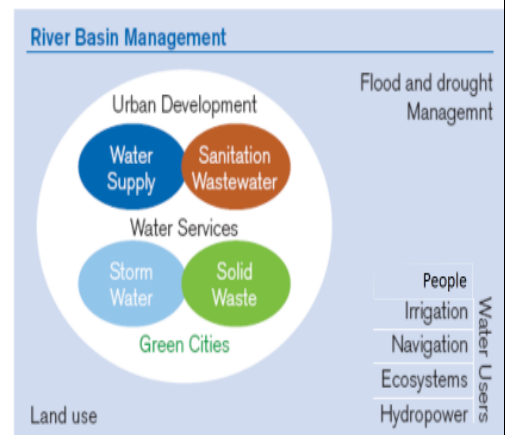 River Basin Management
Flood and drought
Managemnt
Urban Development
Water
Supply
Sanitation
Wastewater
Water Services
Storm
Water
Solid
Waste
Green Cities
People
Irrigation
Navigation
Ecosystems
Hydropower
Water Users
Land use